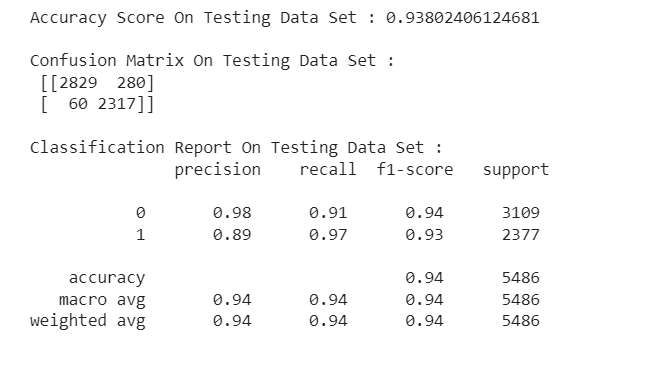 Accuracy Score On Testing Data Set : 0.93802406124681
Confusion Matrix On Testing Data Set :
[[2829 280]
[ 60 2317]]
Classification Report On Testing Data Set :
precision recall f1-score support
0 0.98 0.91 0.94 3109
1 0.89 0.97 0.93 2377
accuracy 0.94 5486
macro avg 0.94 0.94 0.94 5486
weighted avg 0.94 0.94 0.94 5486